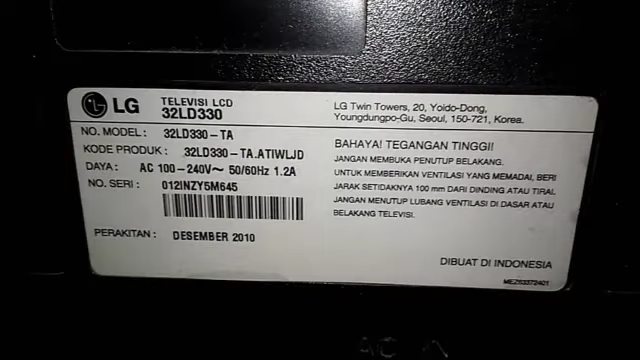 LG
TELEVISI LCD
32LD330
LG Twin Towers, 20, Yoido-Dong,
Youngdungpo-Gu, Seoul, 150-721, Korea.
NO. MODEL : 32LD330-TA
KODE PRODUK : 32LD330-TA.ATIWLJD
DAYA : AC 100-240V~ 50/60Hz 1.2A
NO. SERI : 012INZY5M645
PERAKITAN : DESEMBER 2010
BAHAYA! TEGANGAN TINGGI!
JANGAN MEMBUKA PENUTUP BELAKANG.
UNTUK MEMBERIKAN VENTILASI YANG MEMADAI, BERI
JARAK SETIDAKNYA 100 mm DARI DINDING ATAU TIRAI,
JANGAN MENUTUP LUBANG VENTILASI DI DASAR ATAU
BELAKANG TELEVISI.
DIBUAT DI INDONESIA